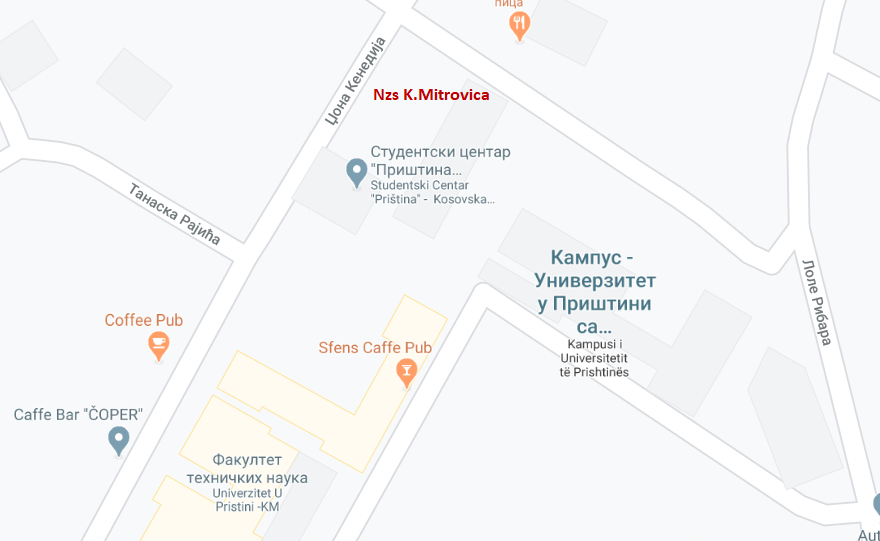 пица
Џона Кенедија
Nzs K.Mitrovica
Студентски центар
"Приштина...
Studentski Centar
"Priština" - Kosovska...
Танаска Рајића
Кампус -
Универзитет
у Приштини
са...
Kampusi i
Universitetit
të Prishtinës
Лоле Рибара
Coffee Pub
Sfens Caffe Pub
Caffe Bar "ČOPER"
Факултет
техничких наука
Univerzitet U
Pristini -KM
Aut